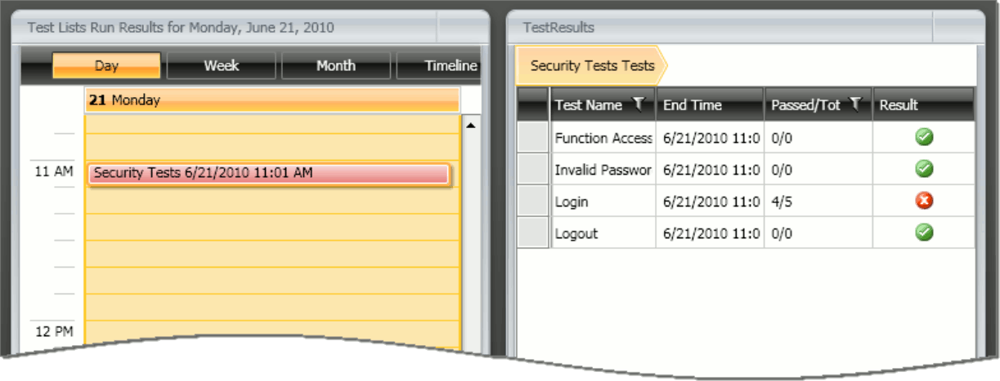 Test Lists Run Results for Monday, June 21, 2010
Day Week Month Timeline
21 Monday
11 AM
Security Tests 6/21/2010 11:01 AM
12 PM
TestResults
Security Tests Tests
Test Name End Time Passed/Tot Result
Function Access 6/21/2010 11:0 0/0
Invalid Passwor 6/21/2010 11:0 0/0
Login 6/21/2010 11:0 4/5
Logout 6/21/2010 11:0 0/0